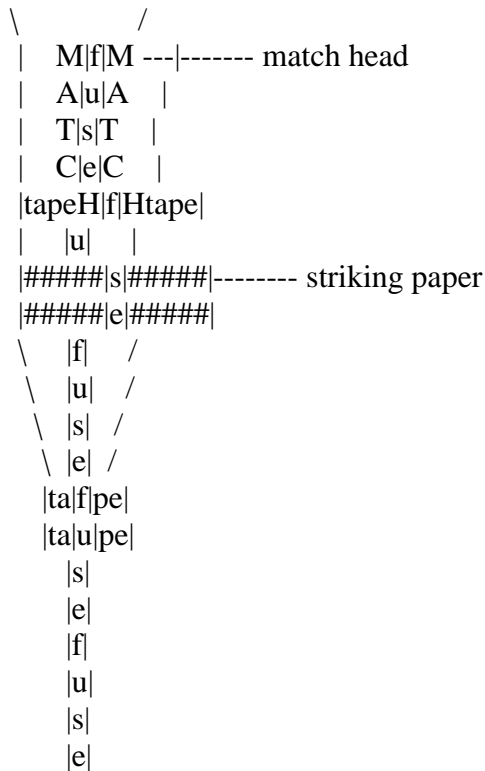 \ /
| M|f|M ---|------- match head
| A|u|A |
| T|s|T |
| C|e|C |
|tapeH|f|Htape|
| |u| |
|#####|s|#####|-------- striking paper
|#####|e|#####|
\ |f| /
\ |u| /
\ |s| /
\ |e| /
|ta|f|pe|
|ta|u|pe|
|s|
|e|
|f|
|u|
|s|
|e|